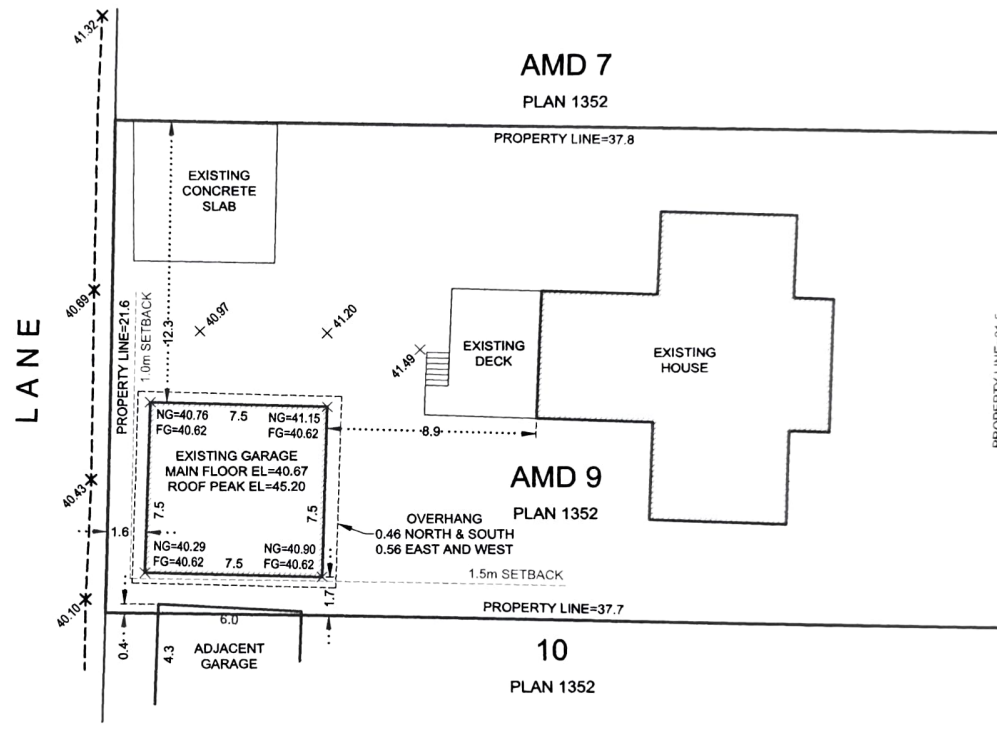 41.32
AMD 7
PLAN 1352
PROPERTY LINE=37.8
EXISTING
CONCRETE
SLAB
LANE
40.69
PROPERTY LINE=21.6
1.0m SETBACK
12.3
40.97
41.20
41.49
EXISTING
DECK
EXISTING
HOUSE
NG=40.76 7.5 NG=41.15
FG=40.62 FG=40.62
8.9
EXISTING GARAGE
MAIN FLOOR EL=40.67
ROOF PEAK EL=45.20
40.43
7.5
7.5
AMD 9
PLAN 1352
OVERHANG
0.46 NORTH & SOUTH
0.56 EAST AND WEST
1.6
NG=40.29 NG=40.90
FG=40.62 7.5 FG=40.62
1.5m SETBACK
40.10
1.7
PROPERTY LINE=37.7
6.0
0.4
4.3
ADJACENT
GARAGE
10
PLAN 1352